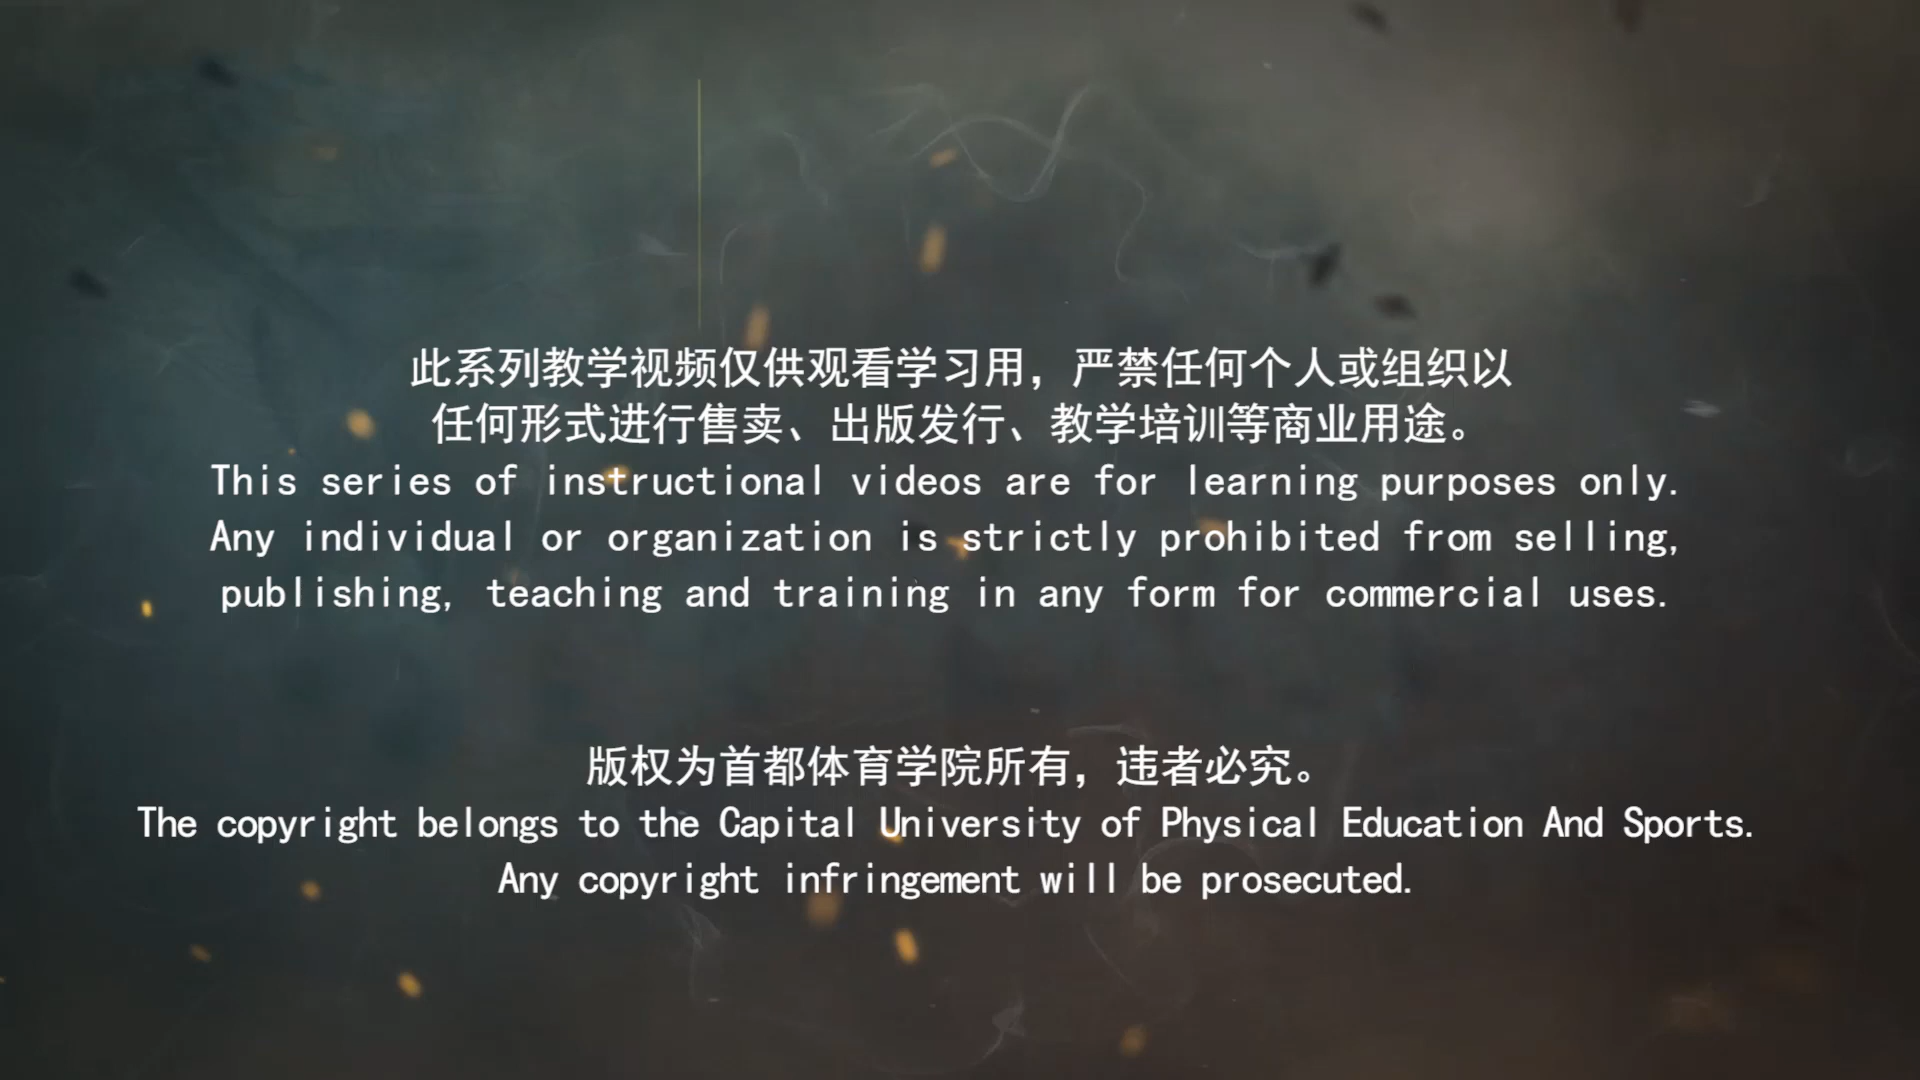 此系列教学视频仅供观看学习用，严禁任何个人或组织以
任何形式进行售卖、出版发行、教学培训等商业用途。
This series of instructional videos are for learning purposes only.
Any individual or organization is strictly prohibited from selling,
publishing, teaching and training in any form for commercial uses.
版权为首都体育学院所有，违者必究。
The copyright belongs to the Capital University of Physical Education And Sports.
Any copyright infringement will be prosecuted.